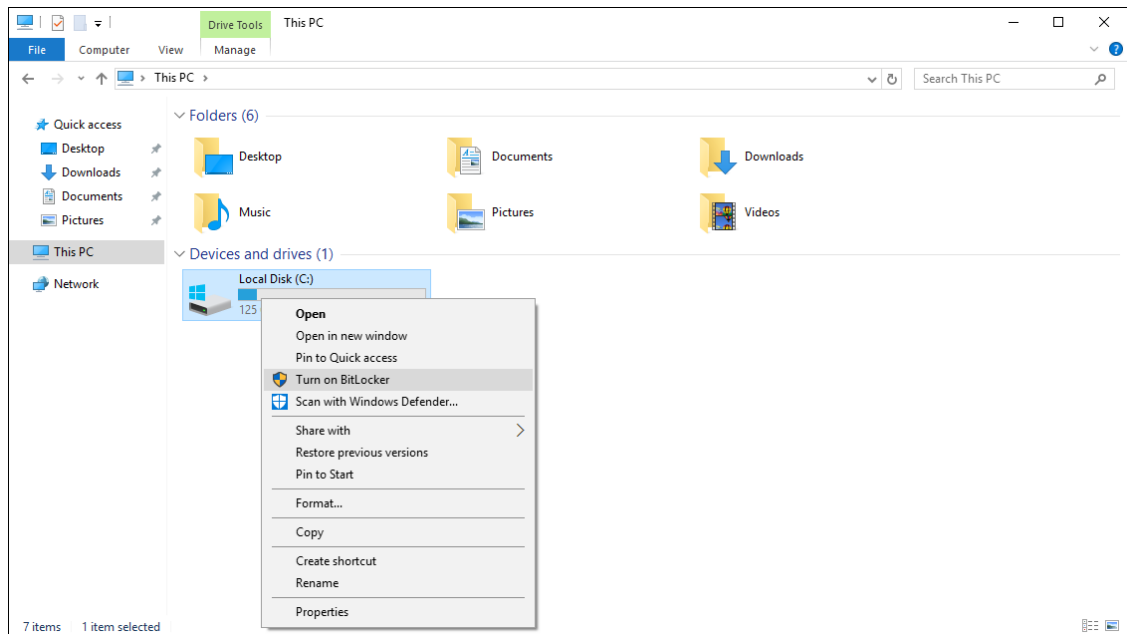 Drive Tools This PC
File Computer View Manage
This PC
Search This PC
Quick access
Desktop
Downloads
Documents
Pictures
This PC
Network
Folders (6)
Desktop Documents Downloads
Music Pictures Videos
Devices and drives (1)
Local Disk (C:)
125
Open
Open in new window
Pin to Quick access
Turn on BitLocker
Scan with Windows Defender...
Share with
Restore previous versions
Pin to Start
Format...
Copy
Create shortcut
Rename
Properties
7 items 1 item selected